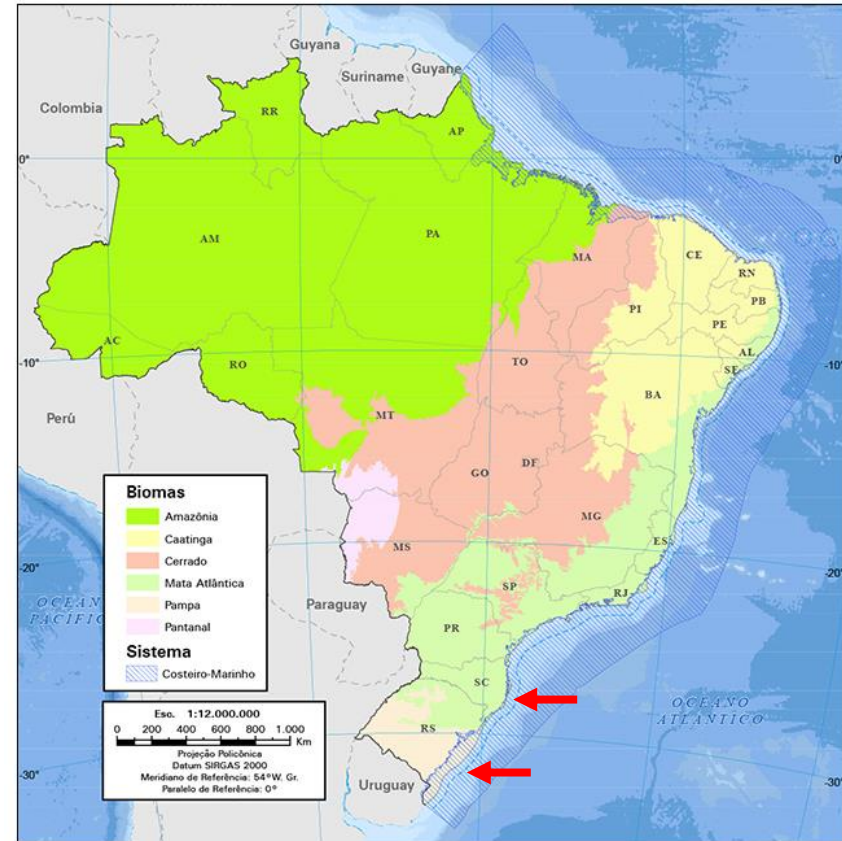 Guyana
Suriname
Guyane
Colombia
RR
AP
0°
0°
AM
PA
MA
CE
RN
PB
PI
PE
AL
SE
AC
-10°
RO
TO
-10°
BA
MT
Perú
GO
DF
MG
ES
MS
-20°
-20°
SP
RJ
Paraguay
OCEANO
PACÍFICO
PR
SC
OCEANO
ATLÂNTICO
RS
-30°
-30°
Uruguay
Biomas
Amazônia
Caatinga
Cerrado
Mata Atlântica
Pampa
Pantanal
Sistema
Costeiro-Marinho
Esc. 1:12.000.000
0 200 400 600 800 1.000
Km
Projeção Policônica
Datum SIRGAS 2000
Meridiano de Referência: 54°W. Gr.
Paralelo de Referência: 0°